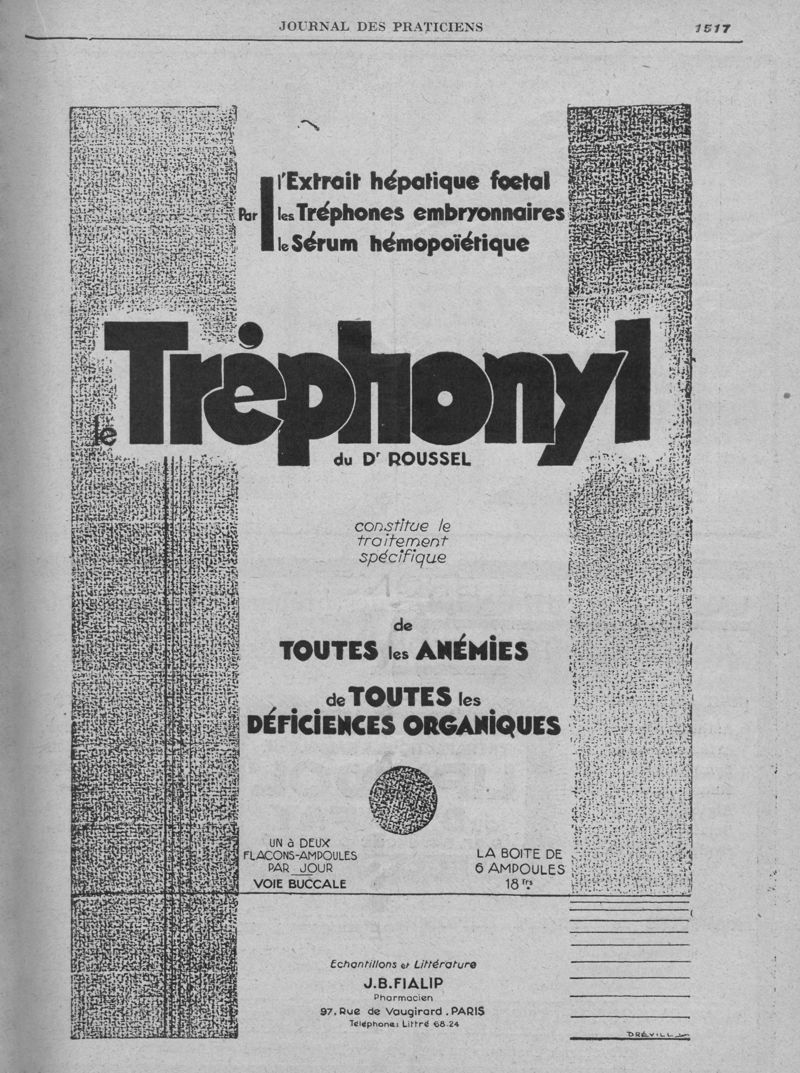 JOURNAL DES PRATICIENS
1517
l'Extrait hépatique foetal
Par les Tréphones embryonnaires
le Sérum hémopoïétique
le Tréphonyl
du Dr ROUSSEL
constitue le
traitement
spécifique
de
TOUTES les ANÉMIES
de TOUTES les
DÉFICIENCES ORGANIQUES
UN à DEUX
FLACONS-AMPOULES
PAR JOUR
VOIE BUCCALE
LA BOITE DE
6 AMPOULES
18 frs
Echantillons et Littérature
J.B.FIALIP
Pharmacien
97, Rue de Vaugirard . PARIS
Téléphone: Littré 68-24